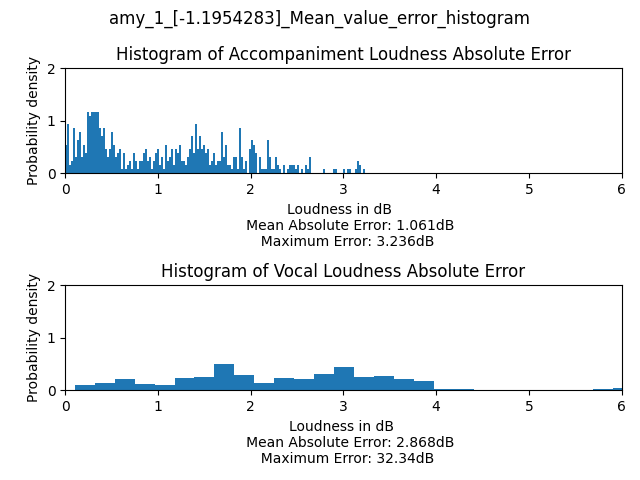 amy_1_[-1.1954283]_Mean_value_error_histogram
Histogram of Accompaniment Loudness Absolute Error
Probability density
2
1
0
0 1 2 3 4 5 6
Loudness in dB
Mean Absolute Error: 1.061dB
Maximum Error: 3.236dB
Histogram of Vocal Loudness Absolute Error
Probability density
2
1
0
0 1 2 3 4 5 6
Loudness in dB
Mean Absolute Error: 2.868dB
Maximum Error: 32.34dB